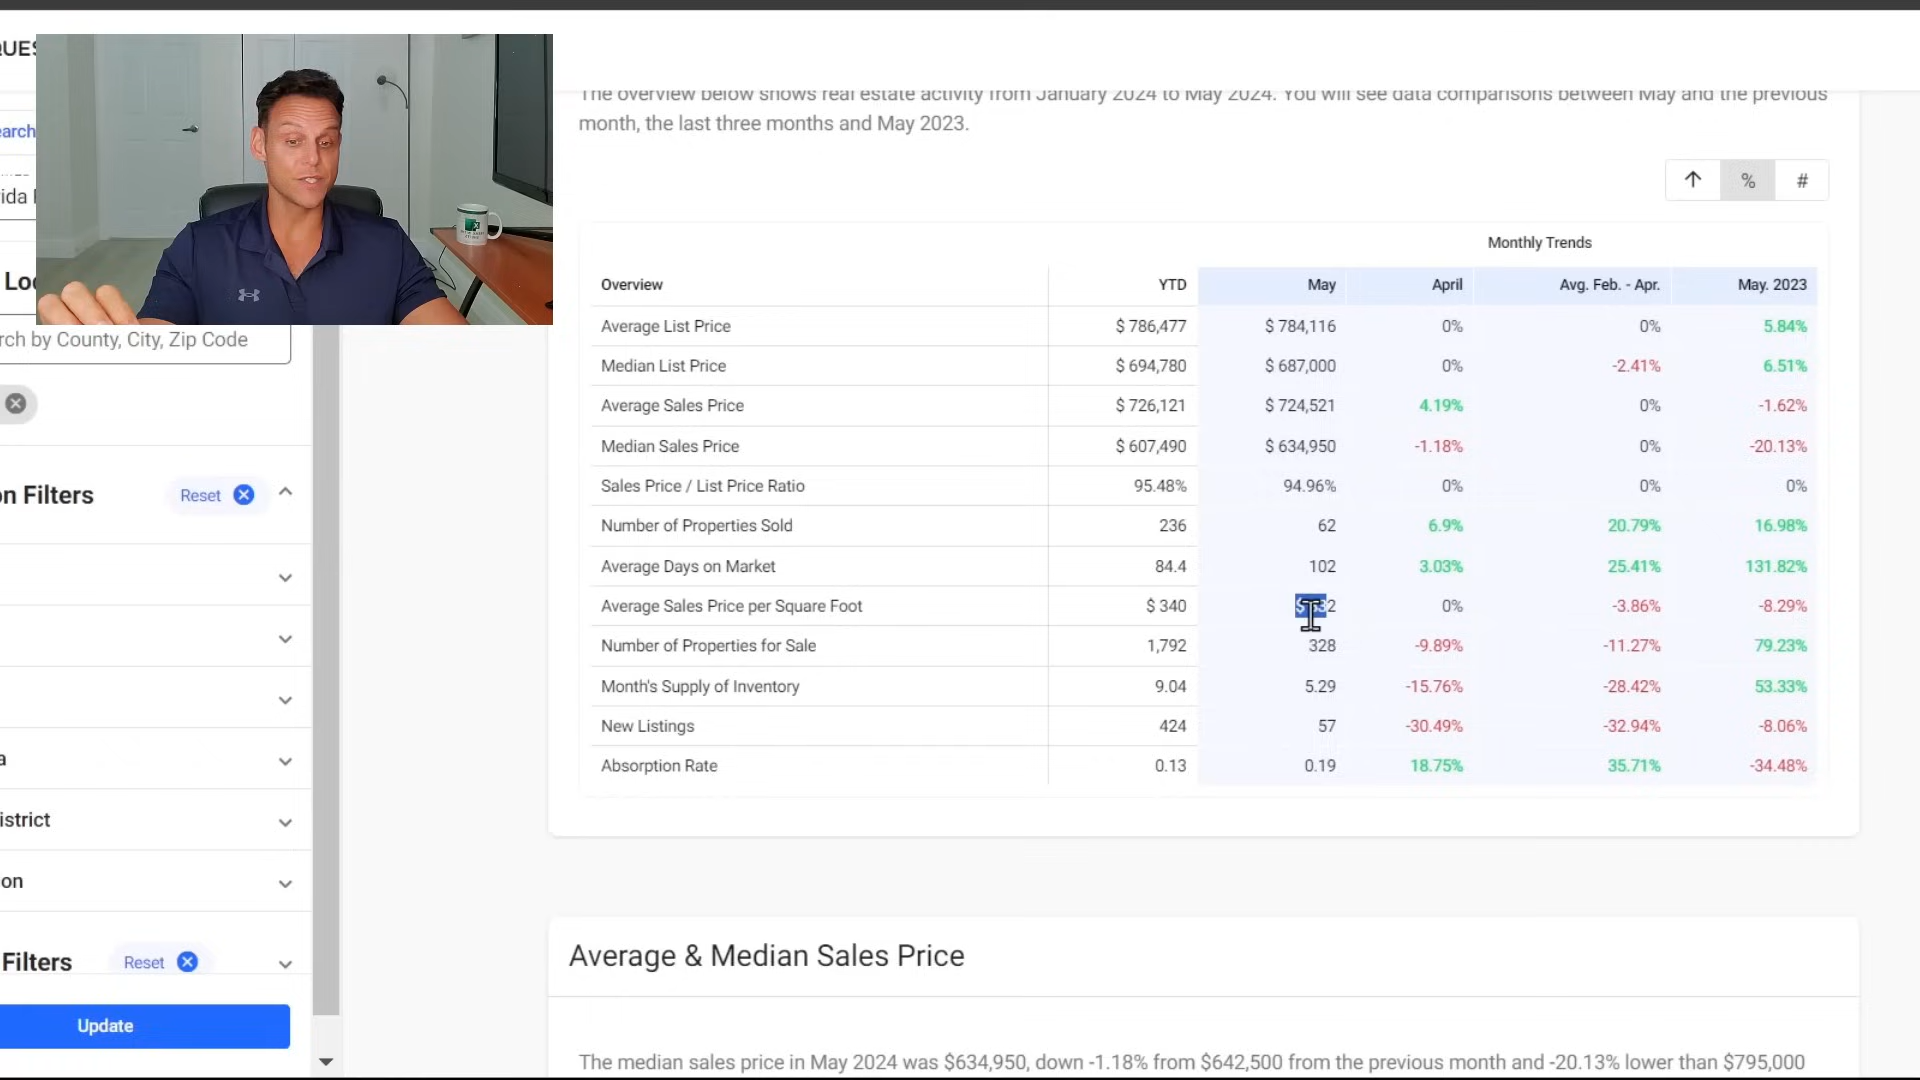 QUES
The overview below shows real estate activity from January 2024 to May 2024. You will see data comparisons between May and the previous
month, the last three months and May 2023.
earch
ida
Lo
% #
Monthly Trends
Overview YTD May April Avg. Feb. - Apr. May. 2023
Average List Price $ 786,477 $ 784,116 0% 0% 5.84%
rch by County, City, Zip Code
Median List Price $ 694,780 $ 687,000 0% -2.41% 6.51%
Average Sales Price $ 726,121 $ 724,521 4.19% 0% -1.62%
Median Sales Price $ 607,490 $ 634,950 -1.18% 0% -20.13%
Sales Price / List Price Ratio 95.48% 94.96% 0% 0% 0%
n Filters Reset
Number of Properties Sold 236 62 6.9% 20.79% 16.98%
Average Days on Market 84.4 102 3.03% 25.41% 131.82%
Average Sales Price per Square Foot $ 340 0% -3.86% -8.29%
Number of Properties for Sale 1,792 328 -9.89% -11.27% 79.23%
Month's Supply of Inventory 9.04 5.29 -15.76% -28.42% 53.33%
New Listings 424 57 -30.49% -32.94% -8.06%
a
Absorption Rate 0.13 0.19 18.75% 35.71% -34.48%
istrict
on
Filters Reset
Update
Average & Median Sales Price
The median sales price in May 2024 was $634,950, down -1.18% from $642,500 from the previous month and -20.13% lower than $795,000